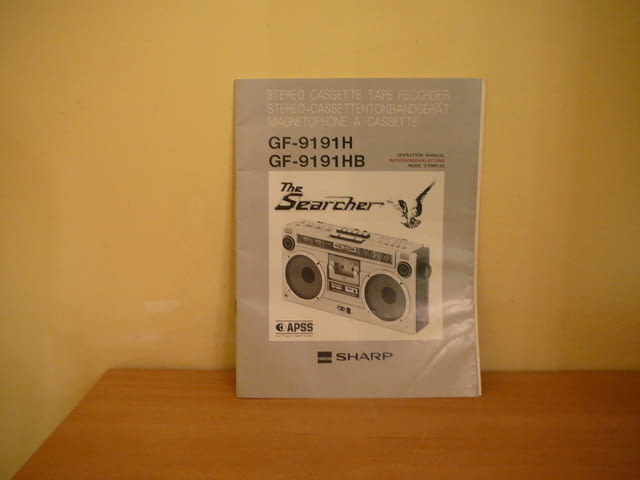 STEREO CASSETTE TAPE RECORDER
STEREO-CASSETTENTONBANDGERÄT
MAGNETOPHONE A CASSETTE
GF-9191H
GF-9191HB
OPERATION MANUAL
BEDIENUNGSANLEITUNG
MODE D'EMPLOI
The
Searcher
APSS
SHARP